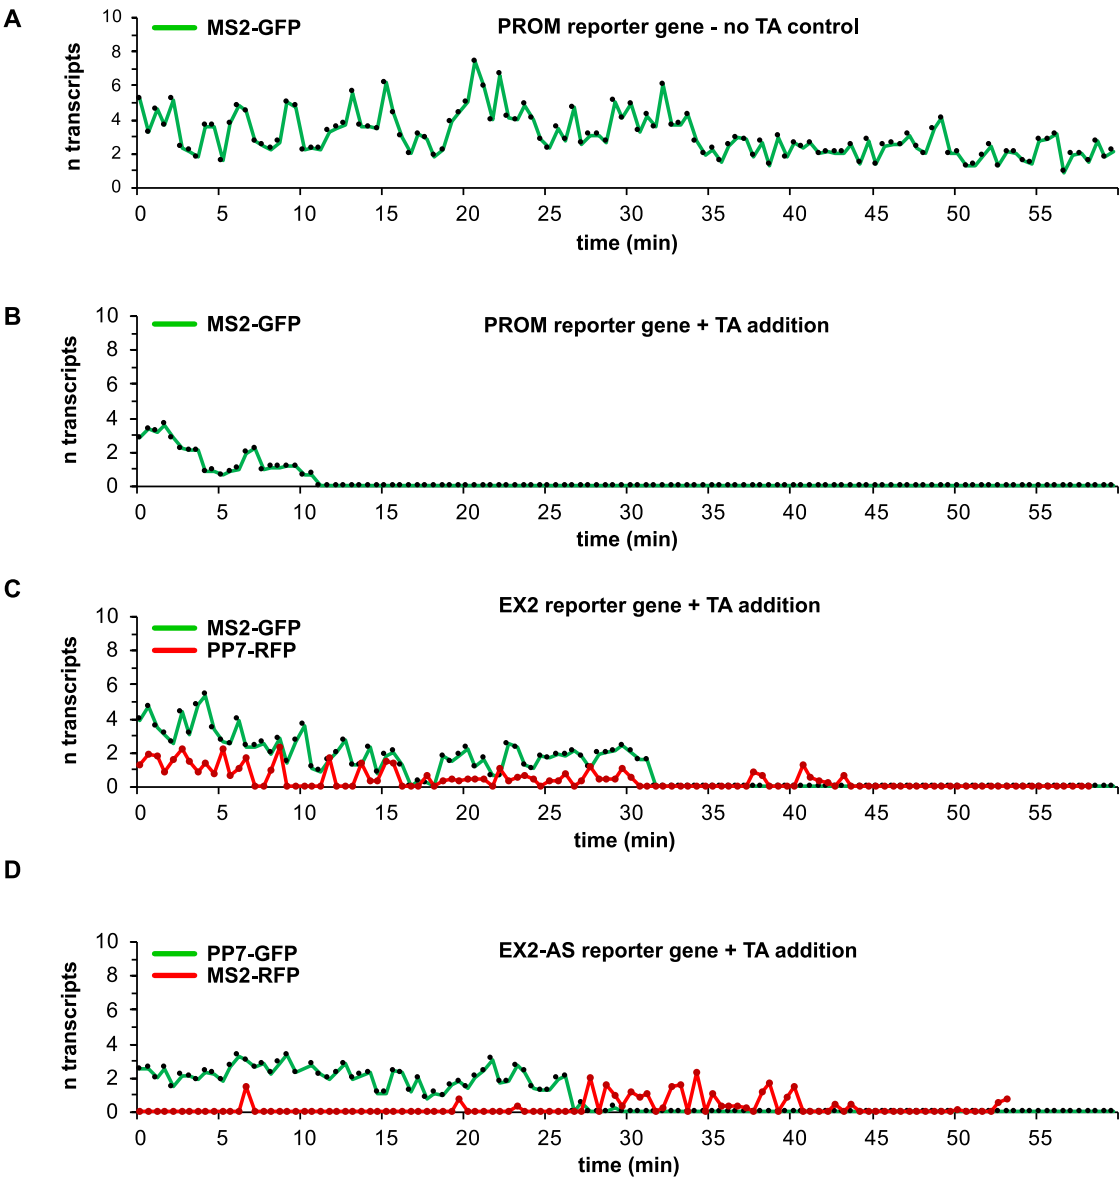 A
MS2-GFP
PROM reporter gene - no TA control
n transcripts
10
8
6
4
2
0
0 5 10 15 20 25 30 35 40 45 50 55
time (min)
B
MS2-GFP
PROM reporter gene + TA addition
n transcripts
10
8
6
4
2
0
0 5 10 15 20 25 30 35 40 45 50 55
time (min)
C
EX2 reporter gene + TA addition
MS2-GFP
PP7-RFP
n transcripts
10
8
6
4
2
0
0 5 10 15 20 25 30 35 40 45 50 55
time (min)
D
EX2-AS reporter gene + TA addition
PP7-GFP
MS2-RFP
n transcripts
10
8
6
4
2
0
0 5 10 15 20 25 30 35 40 45 50 55
time (min)